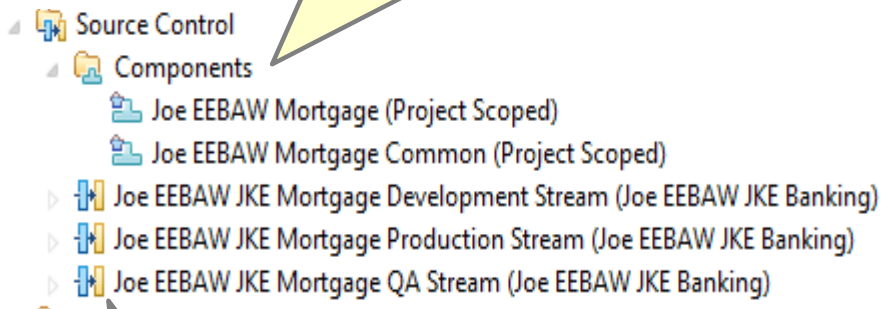 Source Control
Components
Joe EEBAW Mortgage (Project Scoped)
Joe EEBAW Mortgage Common (Project Scoped)
Joe EEBAW JKE Mortgage Development Stream (Joe EEBAW JKE Banking)
Joe EEBAW JKE Mortgage Production Stream (Joe EEBAW JKE Banking)
Joe EEBAW JKE Mortgage QA Stream (Joe EEBAW JKE Banking)